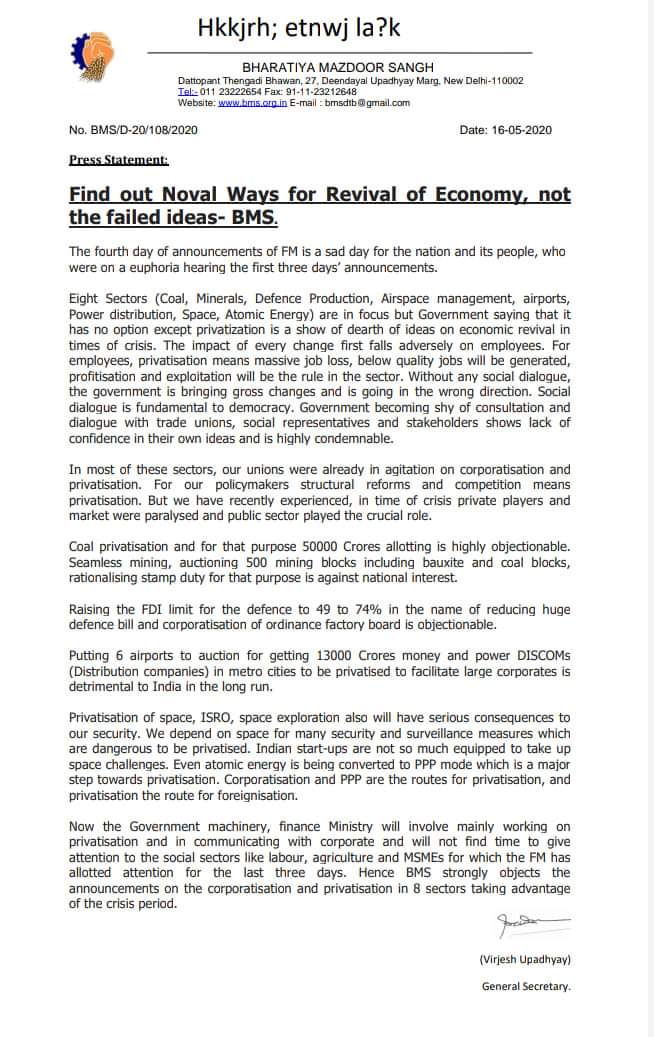 Hkkjrh; etnwj la?k
BHARATIYA MAZDOOR SANGH
Dattopant Thengadi Bhawan, 27, Deendayal Upadhyay Marg, New Delhi-110002
Tel:- 011 23222654 Fax: 91-11-23212648
Website: www.bms.org.in E-mail : bmsdtb@gmail.com
No. BMS/D-20/108/2020 Date: 16-05-2020
Press Statement:
Find out Noval Ways for Revival of Economy, not
the failed ideas- BMS.
The fourth day of announcements of FM is a sad day for the nation and its people, who
were on a euphoria hearing the first three days' announcements.
Eight Sectors (Coal, Minerals, Defence Production, Airspace management, airports,
Power distribution, Space, Atomic Energy) are in focus but Government saying that it
has no option except privatization is a show of dearth of ideas on economic revival in
times of crisis. The impact of every change first falls adversely on employees. For
employees, privatisation means massive job loss, below quality jobs will be generated,
profitisation and exploitation will be the rule in the sector. Without any social dialogue,
the government is bringing gross changes and is going in the wrong direction. Social
dialogue is fundamental to democracy. Government becoming shy of consultation and
dialogue with trade unions, social representatives and stakeholders shows lack of
confidence in their own ideas and is highly condemnable.
In most of these sectors, our unions were already in agitation on corporatisation and
privatisation. For our policymakers structural reforms and competition means
privatisation. But we have recently experienced, in time of crisis private players and
market were paralysed and public sector played the crucial role.
Coal privatisation and for that purpose 50000 Crores allotting is highly objectionable.
Seamless mining, auctioning 500 mining blocks including bauxite and coal blocks,
rationalising stamp duty for that purpose is against national interest.
Raising the FDI limit for the defence to 49 to 74% in the name of reducing huge
defence bill and corporatisation of ordinance factory board is objectionable.
Putting 6 airports to auction for getting 13000 Crores money and power DISCOMs
(Distribution companies) in metro cities to be privatised to facilitate large corporates is
detrimental to India in the long run.
Privatisation of space, ISRO, space exploration also will have serious consequences to
our security. We depend on space for many security and surveillance measures which
are dangerous to be privatised. Indian start-ups are not so much equipped to take up
space challenges. Even atomic energy is being converted to PPP mode which is a major
step towards privatisation. Corporatisation and PPP are the routes for privatisation, and
privatisation the route for foreignisation.
Now the Government machinery, finance Ministry will involve mainly working on
privatisation and in communicating with corporate and will not find time to give
attention to the social sectors like labour, agriculture and MSMEs for which the FM has
allotted attention for the last three days. Hence BMS strongly objects the
announcements on the corporatisation and privatisation in 8 sectors taking advantage
of the crisis period.
(Virjesh Upadhyay)
General Secretary.